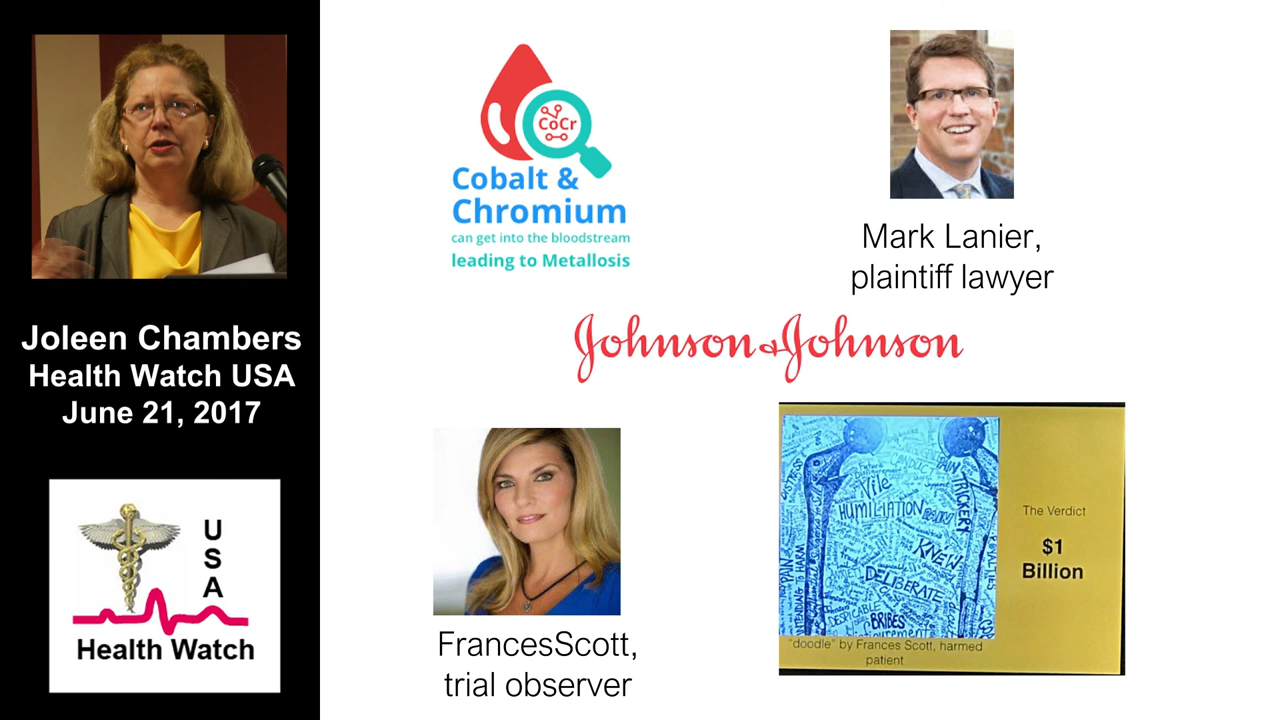 Joleen Chambers
Health Watch USA
June 21, 2017
U
S
A
Health Watch
CoCr
Cobalt &
Chromium
can get into the bloodstream
leading to Metallosis
Mark Lanier,
plaintiff lawyer
Johnson & Johnson
FrancesScott,
trial observer
PAIN
TRICKERY
Vile
HUMILIATION
KNEW
DELIBERATE
DESPICABLE
BRIBES
The Verdict
$1
Billion
"doodle" by Frances Scott, harmed
patient